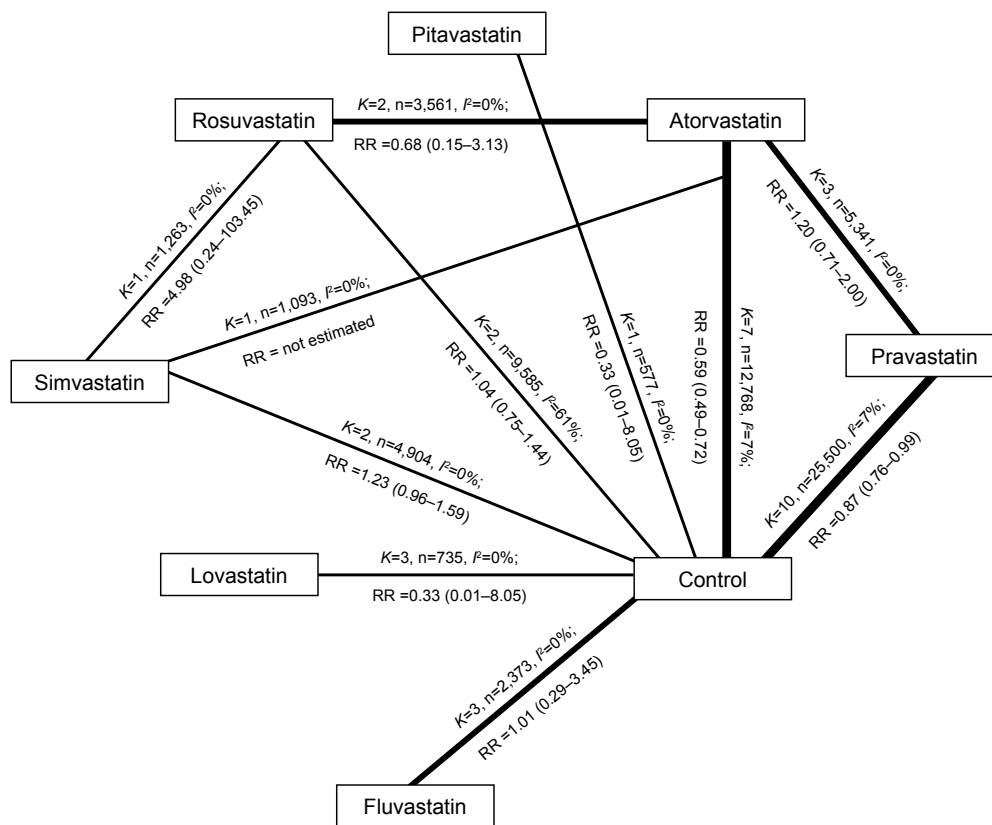 Pitavastatin
Rosuvastatin
K=2, n=3,561, I²=0%;
RR =0.68 (0.15–3.13)
Atorvastatin
K=1, n=1,263, I²=0%;
RR =4.98 (0.24–103.45)
K=3, n=5,341, I²=0%;
RR =1.20 (0.71–2.00)
K=1, n=1,093, I²=0%;
RR = not estimated
K=2, n=9,585, I²=61%;
RR =1.04 (0.75–1.44)
K=1, n=577, I²=0%;
RR =0.33 (0.01–8.05)
K=7, n=12,768, I²=7%;
RR =0.59 (0.49–0.72)
Pravastatin
Simvastatin
K=2, n=4,904, I²=0%;
RR =1.23 (0.96–1.59)
K=10, n=25,500, I²=7%;
RR =0.87 (0.76–0.99)
Lovastatin
K=3, n=735, I²=0%;
RR =0.33 (0.01–8.05)
Control
K=3, n=2,373, I²=0%;
RR =1.01 (0.29–3.45)
Fluvastatin